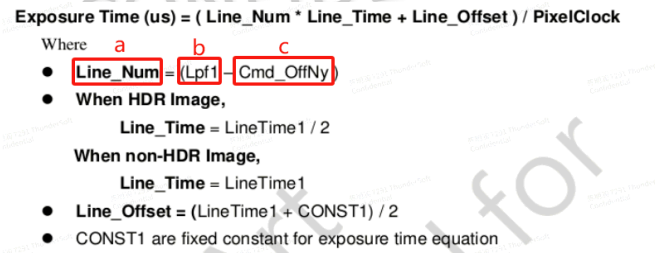 Exposure Time (us) = ( Line_Num * Line_Time + Line_Offset ) / PixelClock
Where
a b c
● Line_Num = (Lpf1 – Cmd_OffNy)
● When HDR Image,
Line_Time = LineTime1 / 2
When non-HDR Image,
Line_Time = LineTime1
● Line_Offset = (LineTime1 + CONST1) / 2
● CONST1 are fixed constant for exposure time equation
for